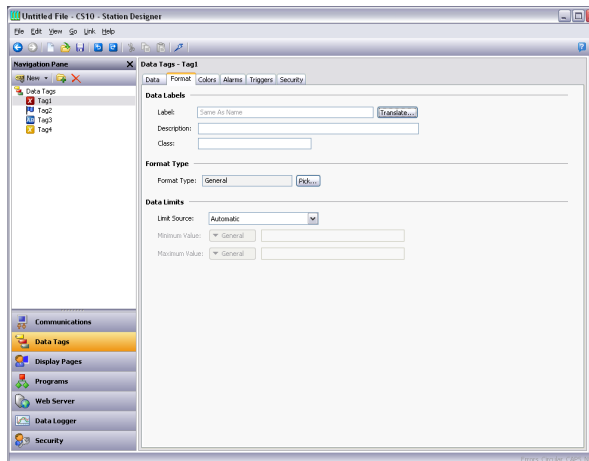 Untitled File - CS10 - Station Designer
File Edit View Go Link Help
Navigation Pane X
New
Data Tags
Tag1
Tag2
Tag3
Tag4
Communications
Data Tags
Display Pages
Programs
Web Server
Data Logger
Security
Data Tags - Tag1
Data Format Colors Alarms Triggers Security
Data Labels
Label: Same As Name Translate...
Description:
Class:
Format Type
Format Type: General Pick...
Data Limits
Limit Source: Automatic
Minimum Value: General
Maximum Value: General